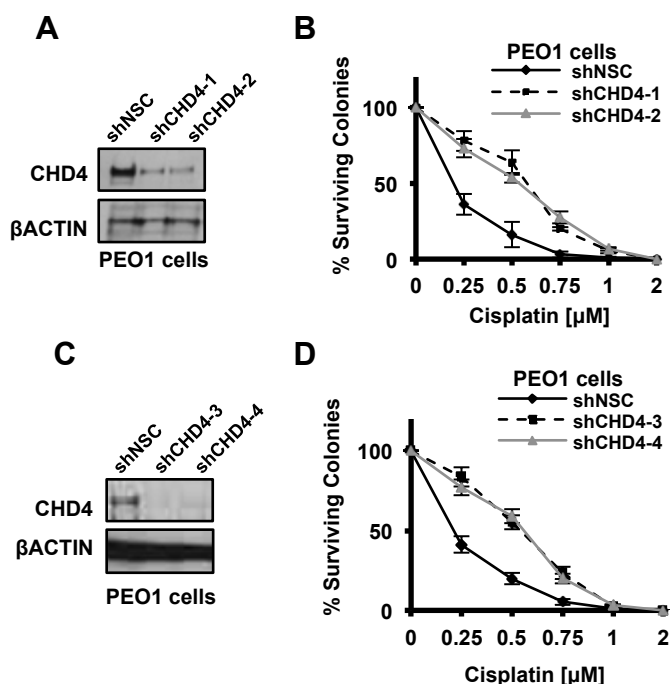 A
shNSC
shCHD4-1
shCHD4-2
CHD4
βACTIN
PEO1 cells
B
PEO1 cells
shNSC
shCHD4-1
shCHD4-2
% Surviving Colonies
100
50
0
0 0.25 0.5 0.75 1 2
Cisplatin [µM]
C
shNSC
shCHD4-3
shCHD4-4
CHD4
βACTIN
PEO1 cells
D
PEO1 cells
shNSC
shCHD4-3
shCHD4-4
% Surviving Colonies
100
50
0
0 0.25 0.5 0.75 1 2
Cisplatin [µM]